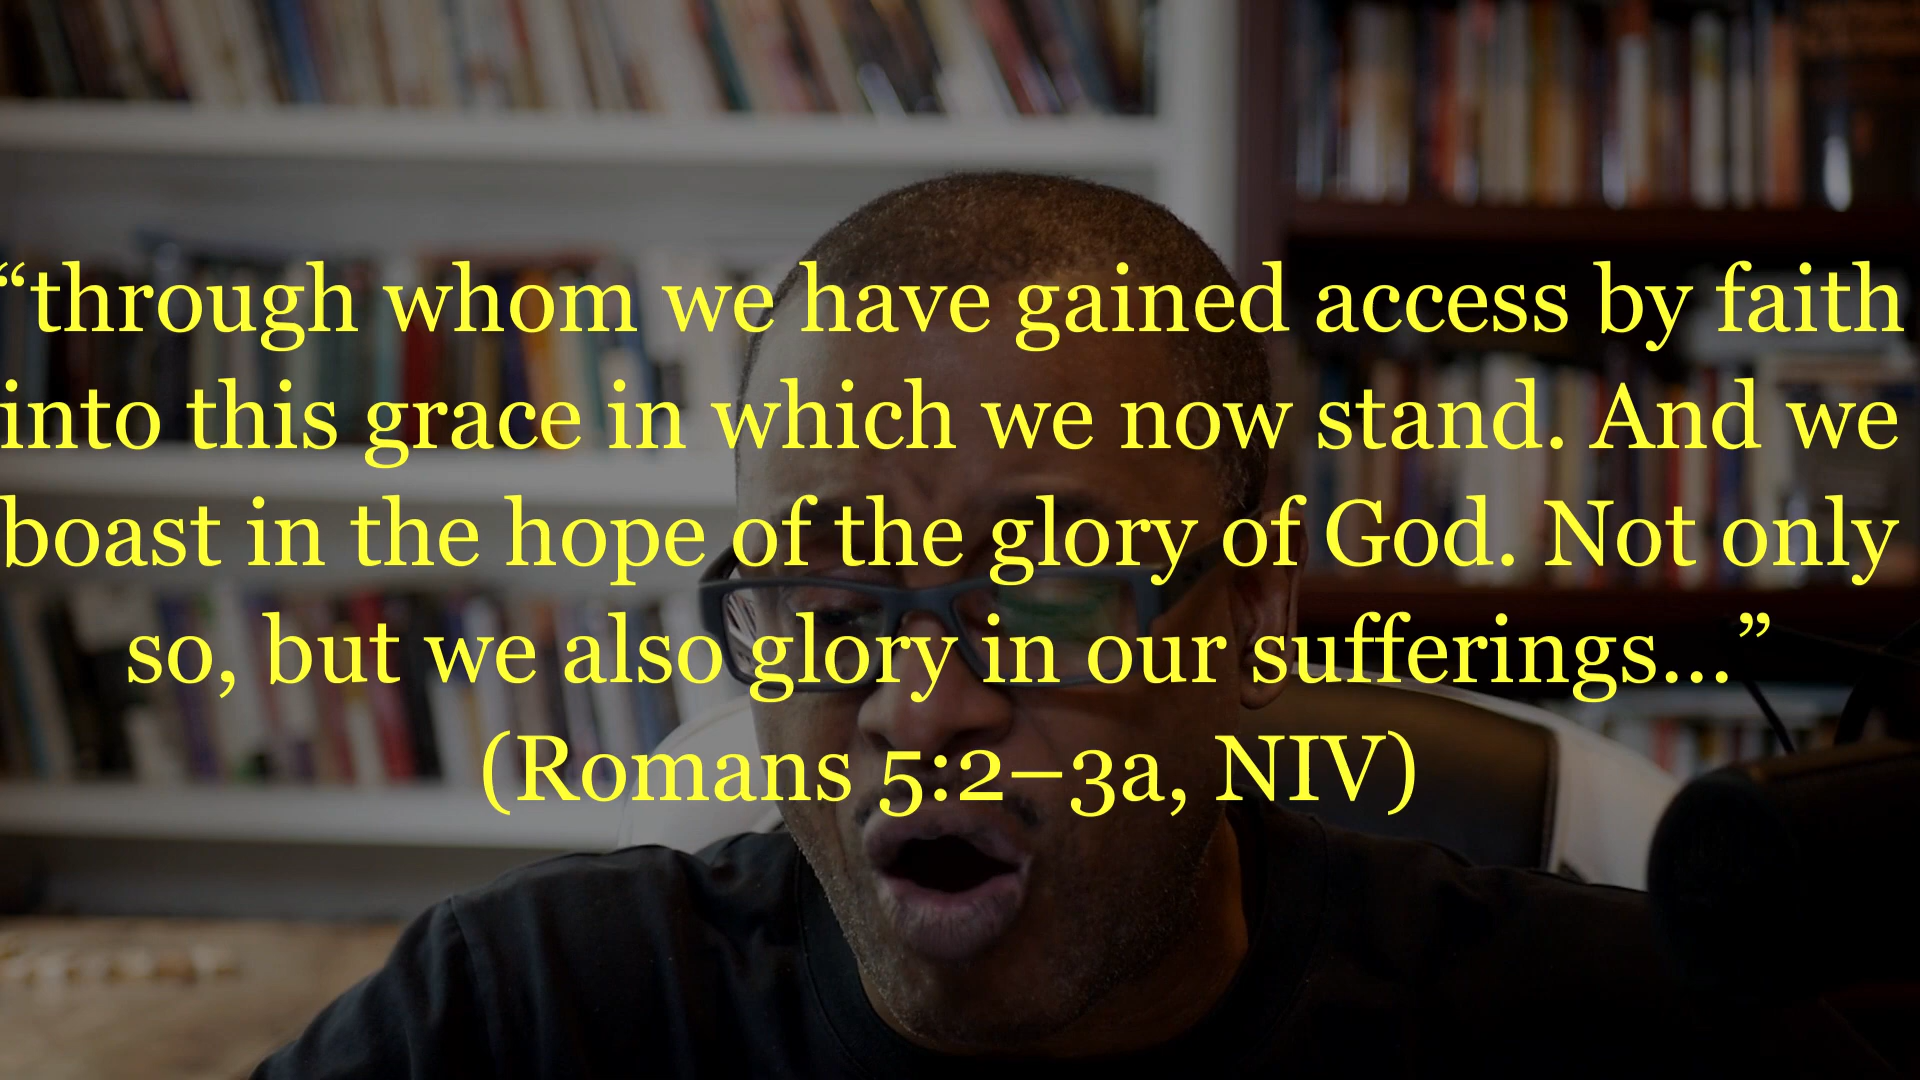 “through whom we have gained access by faith
into this grace in which we now stand. And we
boast in the hope of the glory of God. Not only
so, but we also glory in our sufferings…”
(Romans 5:2–3a, NIV)